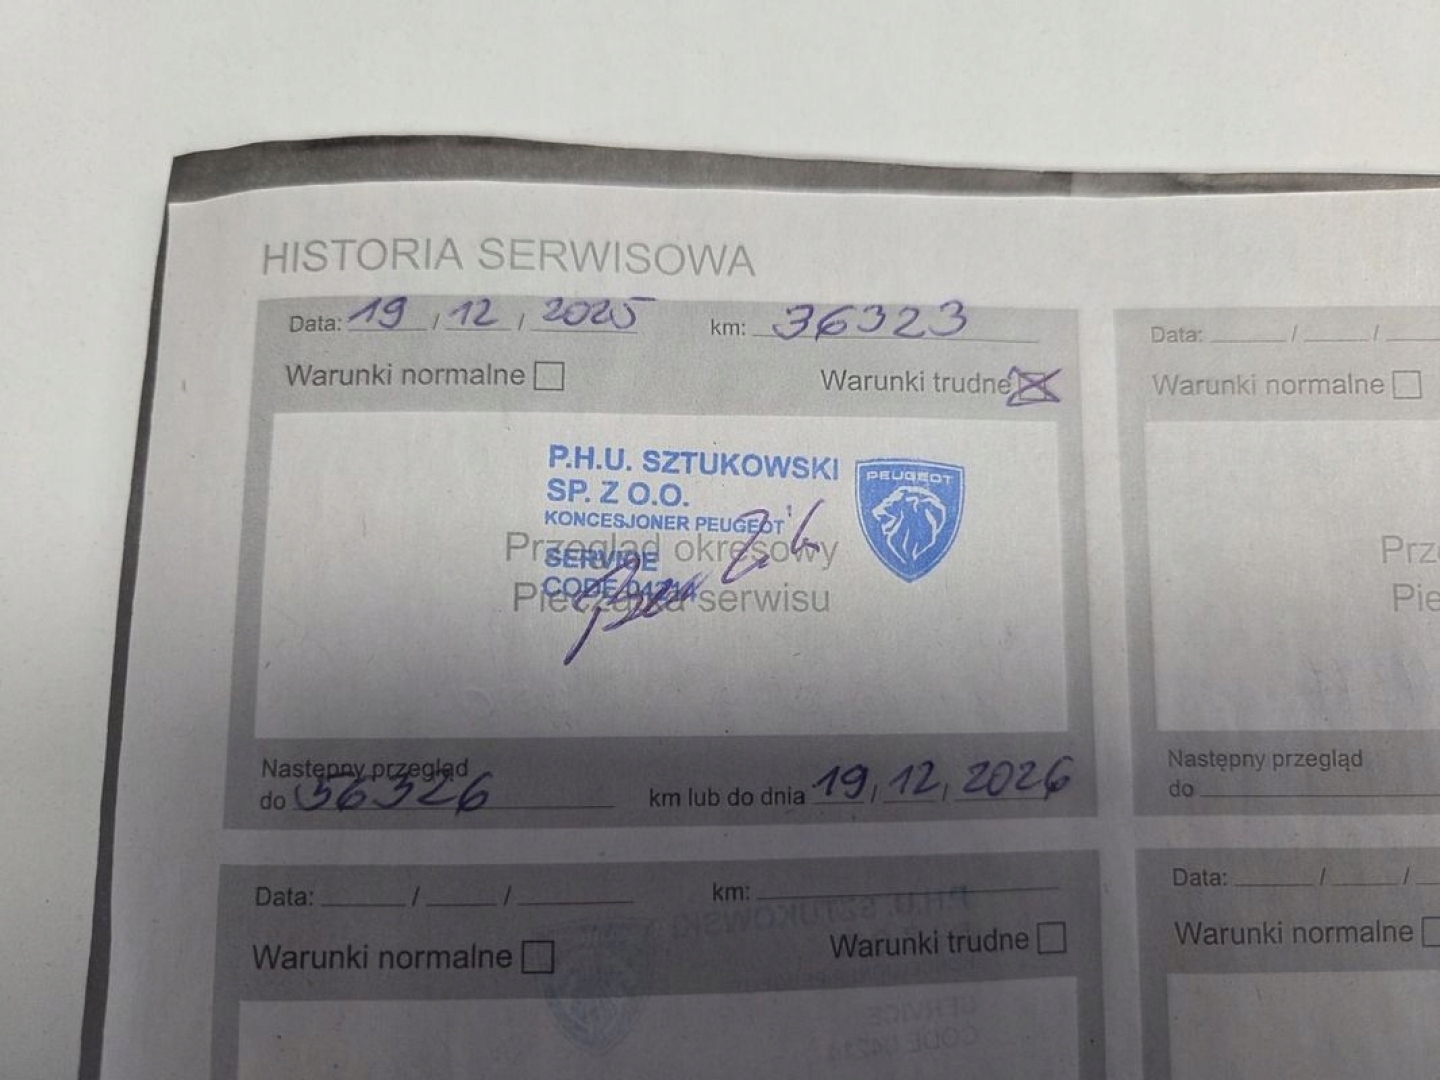 HISTORIA SERWISOWA
Data: 19 / 12 / 2025 km: 36323
Warunki normalne Warunki trudne
P.H.U. SZTUKOWSKI
SP. Z O.O.
KONCESJONER PEUGEOT
PEUGEOT
Przegląd okresowy
SERVICE
CODE
Pieczątka serwisu
Następny przegląd
do 56326 km lub do dnia 19, 12, 2026
Data: / / km:
Warunki normalne Warunki trudne
Data: / /
Warunki normalne
Następny przegląd
do
Data: / /
Warunki normalne